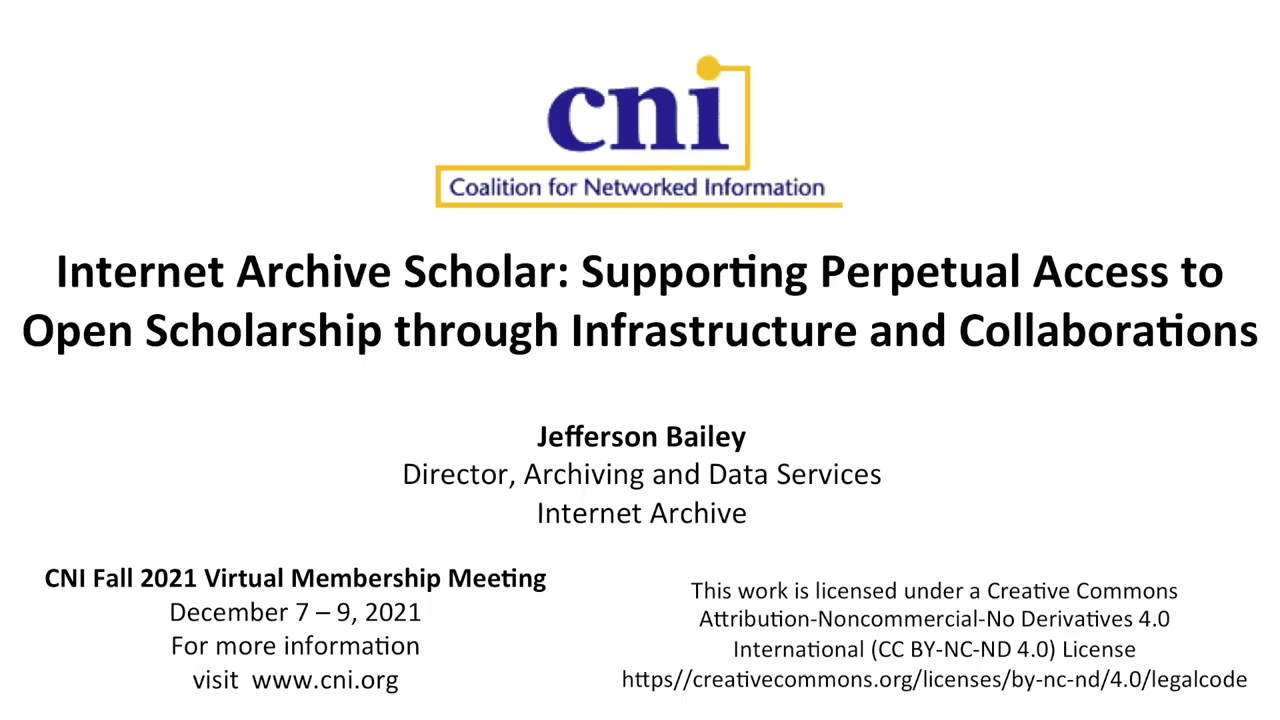 cni
Coalition for Networked Information
Internet Archive Scholar: Supporting Perpetual Access to
Open Scholarship through Infrastructure and Collaborations
Jefferson Bailey
Director, Archiving and Data Services
Internet Archive
CNI Fall 2021 Virtual Membership Meeting
December 7 – 9, 2021
For more information
visit www.cni.org
This work is licensed under a Creative Commons
Attribution-Noncommercial-No Derivatives 4.0
International (CC BY-NC-ND 4.0) License
https//creativecommons.org/licenses/by-nc-nd/4.0/legalcode